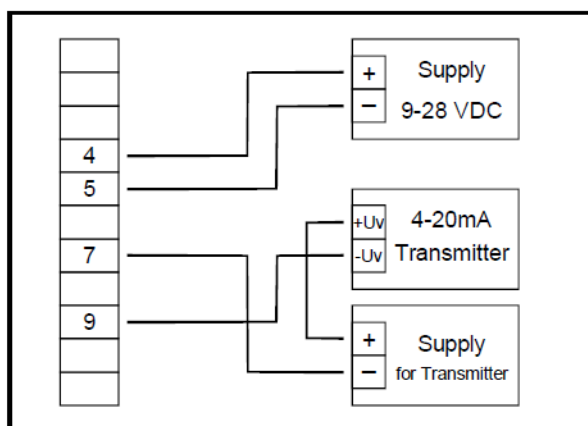 4
5
7
9
+
−
Supply
9-28 VDC
+Uv
-Uv
4-20mA
Transmitter
+
−
Supply
for Transmitter